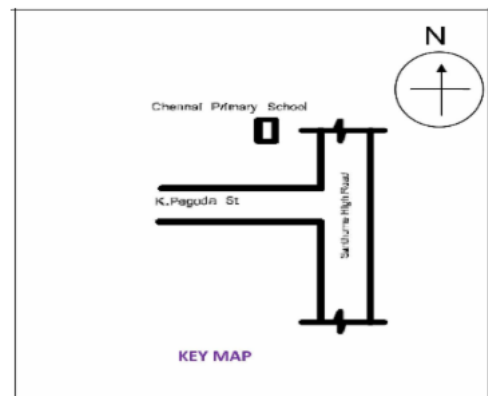 N
Chennai Primary School
K.Pagoda St
Santhome High Road
KEY MAP